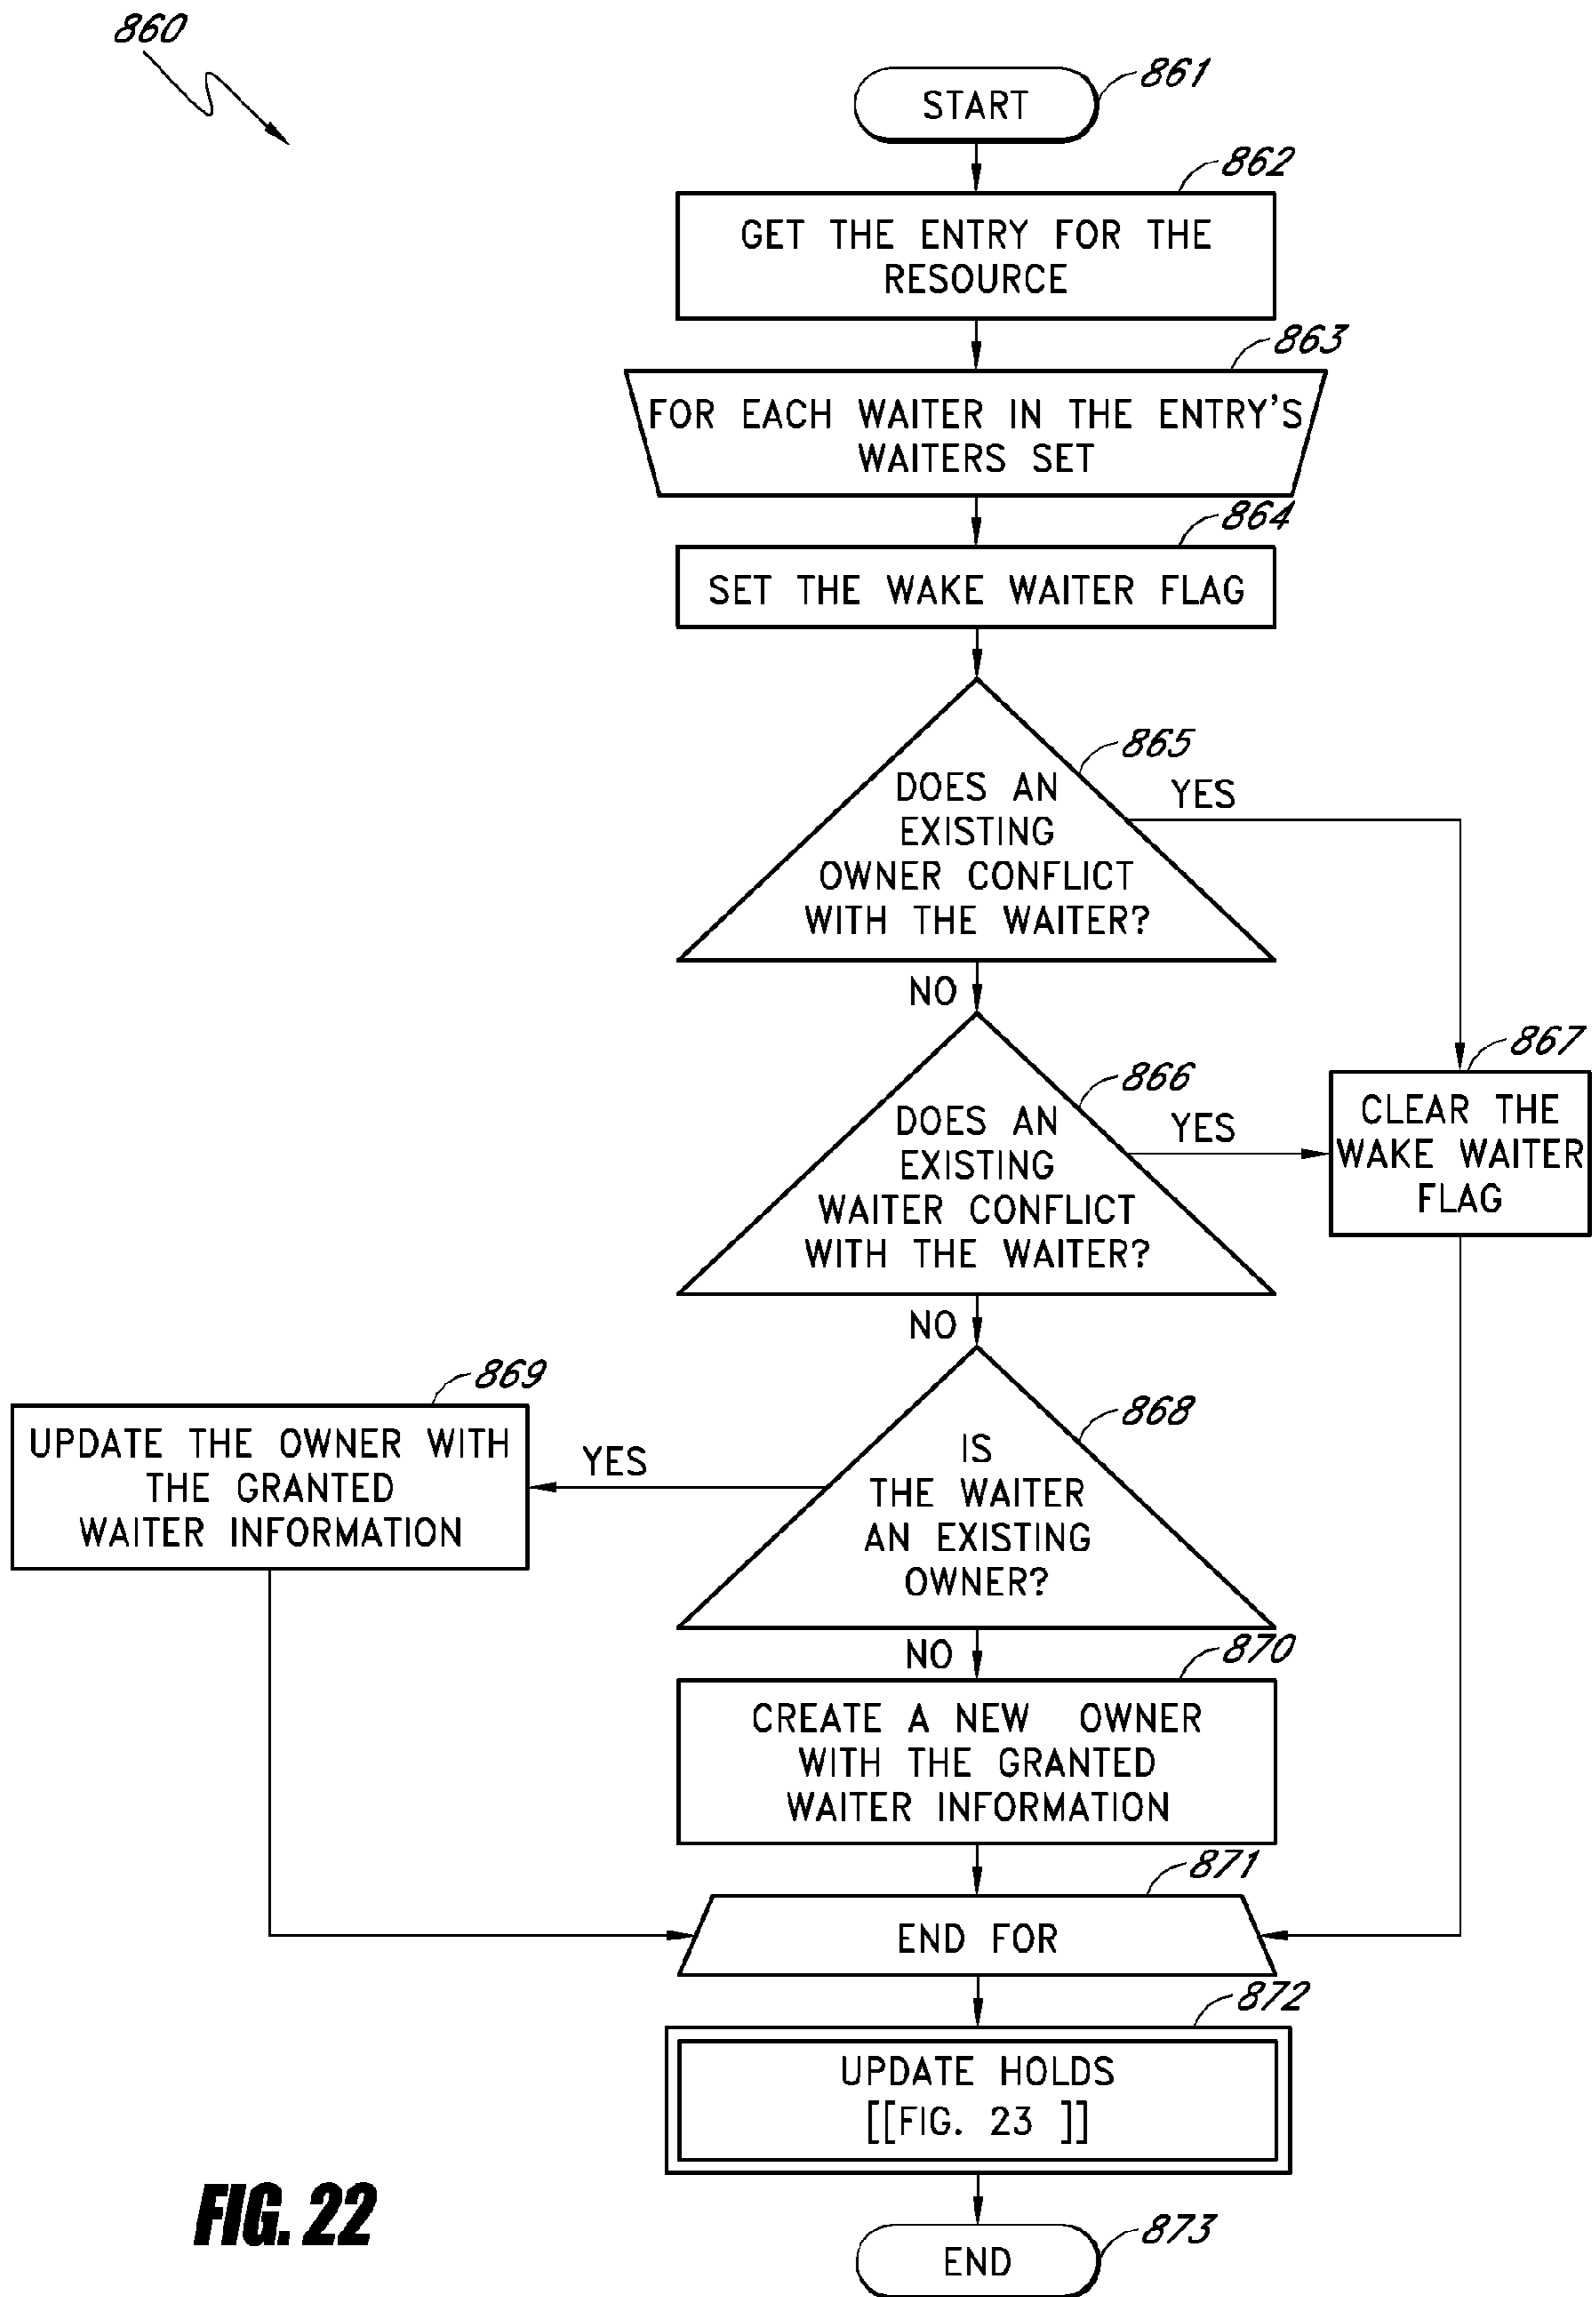 860
START
861
862
GET THE ENTRY FOR THE
RESOURCE
863
FOR EACH WAITER IN THE ENTRY'S
WAITERS SET
864
SET THE WAKE WAITER FLAG
865
DOES AN
EXISTING
OWNER CONFLICT
WITH THE WAITER?
YES
NO
866
DOES AN
EXISTING
WAITER CONFLICT
WITH THE WAITER?
YES
867
CLEAR THE
WAKE WAITER
FLAG
NO
868
IS
THE WAITER
AN EXISTING
OWNER?
YES
869
UPDATE THE OWNER WITH
THE GRANTED
WAITER INFORMATION
NO
870
CREATE A NEW OWNER
WITH THE GRANTED
WAITER INFORMATION
871
END FOR
872
UPDATE HOLDS
[[FIG. 23 ]]
873
END
FIG. 22